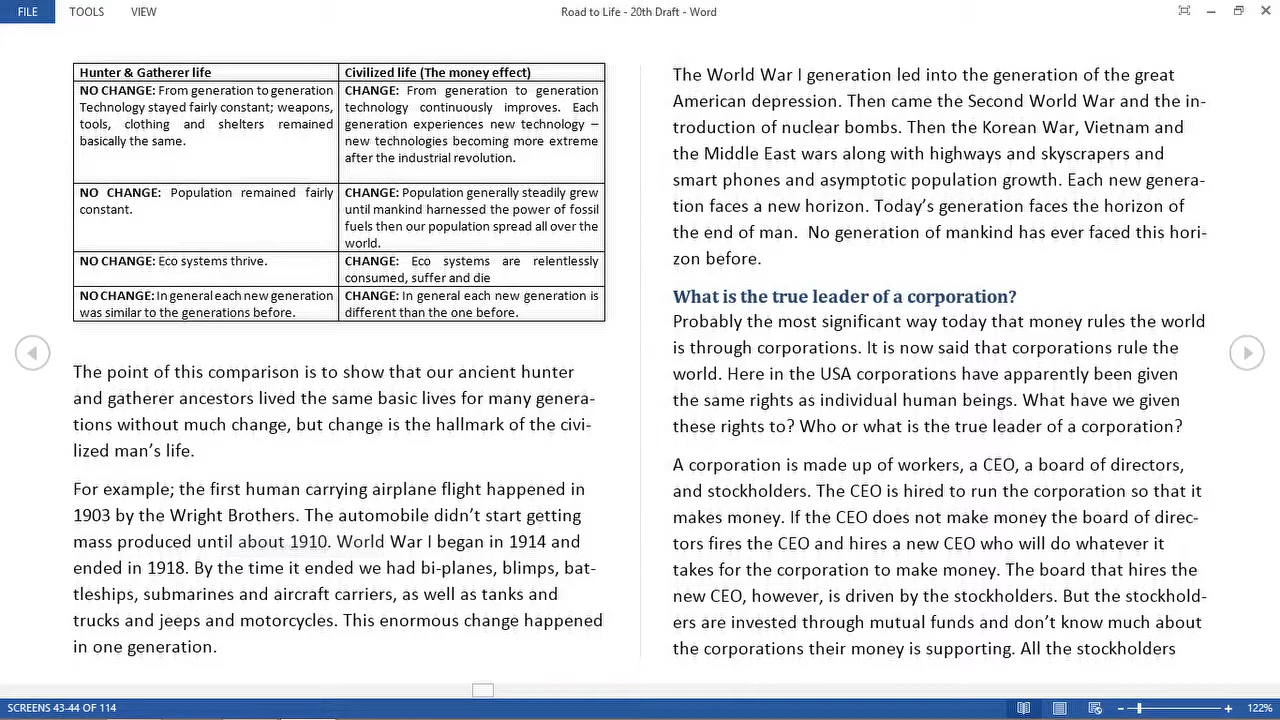 FILE TOOLS VIEW Road to Life - 20th Draft - Word
Hunter & Gatherer life
NO CHANGE: From generation to generation
Technology stayed fairly constant; weapons,
tools, clothing and shelters remained
basically the same.
Civilized life (The money effect)
CHANGE: From generation to generation
technology continuously improves. Each
generation experiences new technology –
new technologies becoming more extreme
after the industrial revolution.
NO CHANGE: Population remained fairly
constant.
CHANGE: Population generally steadily grew
until mankind harnessed the power of fossil
fuels then our population spread all over the
world.
NO CHANGE: Eco systems thrive.
CHANGE: Eco systems are relentlessly
consumed, suffer and die
NO CHANGE: In general each new generation
was similar to the generations before.
CHANGE: In general each new generation is
different than the one before.
The point of this comparison is to show that our ancient hunter
and gatherer ancestors lived the same basic lives for many genera-
tions without much change, but change is the hallmark of the civi-
lized man’s life.
For example; the first human carrying airplane flight happened in
1903 by the Wright Brothers. The automobile didn’t start getting
mass produced until about 1910. World War I began in 1914 and
ended in 1918. By the time it ended we had bi-planes, blimps, bat-
tleships, submarines and aircraft carriers, as well as tanks and
trucks and jeeps and motorcycles. This enormous change happened
in one generation.
The World War I generation led into the generation of the great
American depression. Then came the Second World War and the in-
troduction of nuclear bombs. Then the Korean War, Vietnam and
the Middle East wars along with highways and skyscrapers and
smart phones and asymptotic population growth. Each new genera-
tion faces a new horizon. Today’s generation faces the horizon of
the end of man.  No generation of mankind has ever faced this hori-
zon before.
What is the true leader of a corporation?
Probably the most significant way today that money rules the world
is through corporations. It is now said that corporations rule the
world. Here in the USA corporations have apparently been given
the same rights as individual human beings. What have we given
these rights to? Who or what is the true leader of a corporation?
A corporation is made up of workers, a CEO, a board of directors,
and stockholders. The CEO is hired to run the corporation so that it
makes money. If the CEO does not make money the board of direc-
tors fires the CEO and hires a new CEO who will do whatever it
takes for the corporation to make money. The board that hires the
new CEO, however, is driven by the stockholders. But the stockhold-
ers are invested through mutual funds and don’t know much about
the corporations their money is supporting. All the stockholders
SCREENS 43-44 OF 114
122%